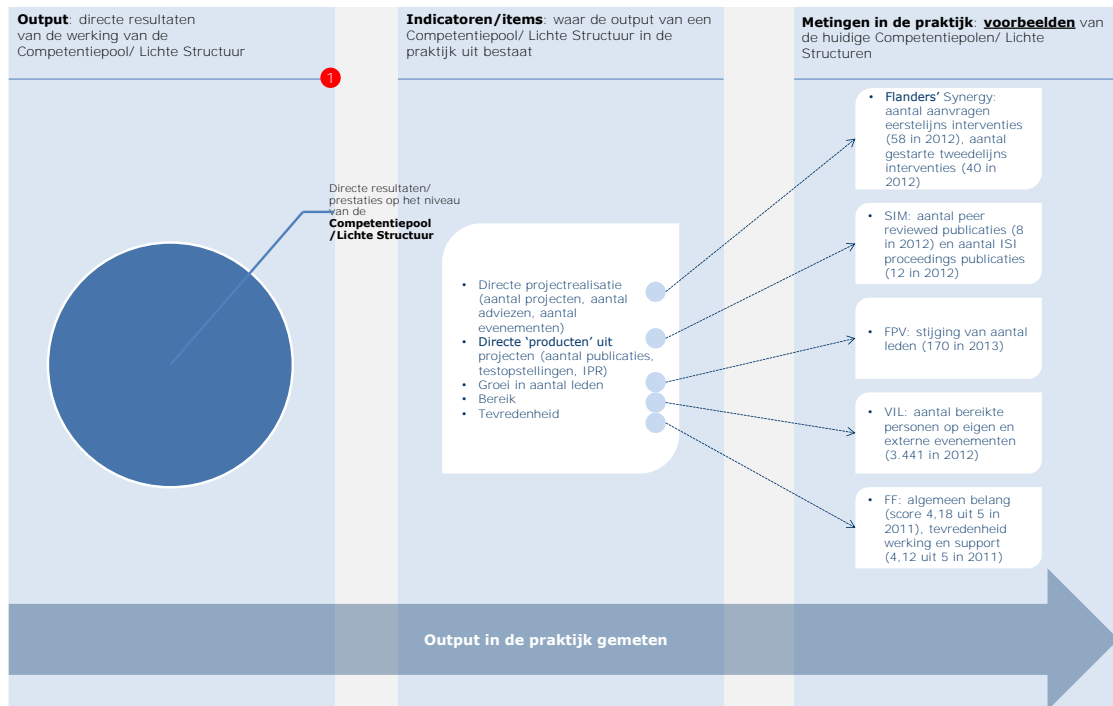 Output: directe resultaten
van de werking van de
Competentiepool/ Lichte Structuur
1
Indicatoren/items: waar de output van een
Competentiepool/ Lichte Structuur in de
praktijk uit bestaat
Metingen in de praktijk: voorbeelden van
de huidige Competentiepolen/ Lichte
Structuren
Directe resultaten/
prestaties op het niveau
van de
Competentiepool
/Lichte Structuur
• Directe projectrealisatie
(aantal projecten, aantal
adviezen, aantal
evenementen)
• Directe ‘producten’ uit
projecten (aantal publicaties,
testopstellingen, IPR)
• Groei in aantal leden
• Bereik
• Tevredenheid
• Flanders’ Synergy:
aantal aanvragen
eerstelijns interventies
(58 in 2012), aantal
gestarte tweedelijns
interventies (40 in
2012)
• SIM: aantal peer
reviewed publicaties (8
in 2012) en aantal ISI
proceedings publicaties
(12 in 2012)
• FPV: stijging van aantal
leden (170 in 2013)
• VIL: aantal bereikte
personen op eigen en
externe evenementen
(3.441 in 2012)
• FF: algemeen belang
(score 4,18 uit 5 in
2011), tevredenheid
werking en support
(4,12 uit 5 in 2011)
Output in de praktijk gemeten